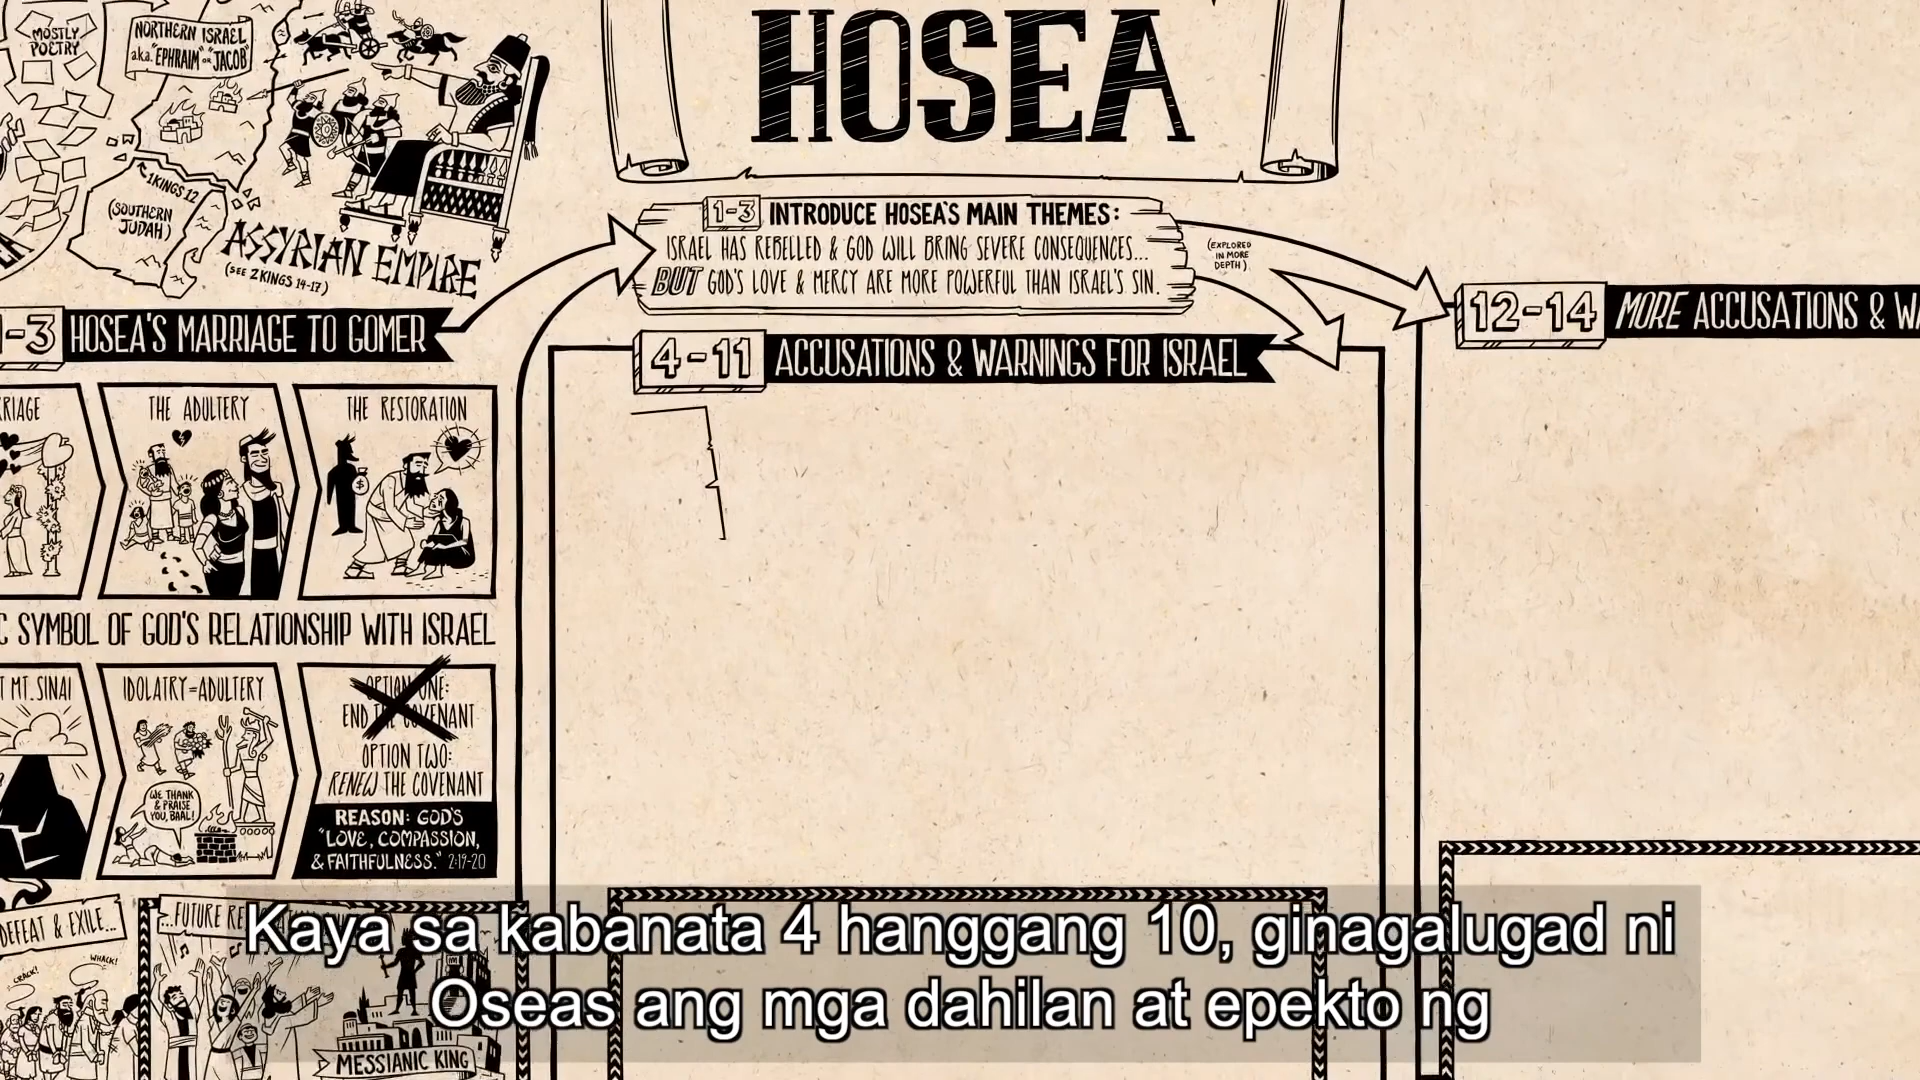 MOSTLY
POETRY
NORTHERN ISRAEL
a.k.a. "EPHRAIM" OR "JACOB"
1 KINGS 12
(SOUTHERN
JUDAH)
ASSYRIAN EMPIRE
(SEE 2 KINGS 14-17)
HOSEA
1-3 INTRODUCE HOSEA'S MAIN THEMES:
ISRAEL HAS REBELLED & GOD WILL BRING SEVERE CONSEQUENCES...
BUT GOD'S LOVE & MERCY ARE MORE POWERFUL THAN ISRAEL'S SIN.
(EXPLORED
IN MORE
DEPTH)
-3 HOSEA'S MARRIAGE TO GOMER
THE ADULTERY
THE RESTORATION
$
SYMBOL OF GOD'S RELATIONSHIP WITH ISRAEL
MT. SINAI
IDOLATRY=ADULTERY
WE THANK
& PRAISE
YOU, BAAL!
OPTION ONE:
END THE COVENANT
OPTION TWO:
RENEW THE COVENANT
REASON: GOD'S
"LOVE, COMPASSION,
& FAITHFULNESS." 2:19-20
DEFEAT & EXILE...
CRACK!
WHACK!
...FUTURE
MESSIANIC KING
4-11 ACCUSATIONS & WARNINGS FOR ISRAEL
12-14 MORE ACCUSATIONS &
Kaya sa kabanata 4 hanggang 10, ginagalugad ni
Oseas ang mga dahilan at epekto ng